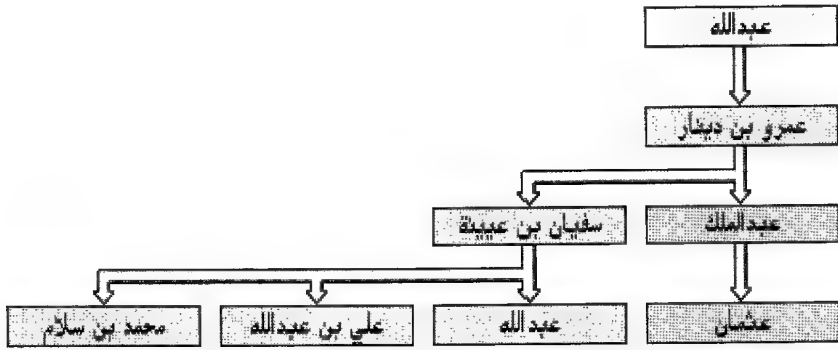 عبدالله
عمرو بن دينار
عبدالملك
سفيان بن عيينة
عثمان
عبدالله
علي بن عبدالله
محمد بن سلام